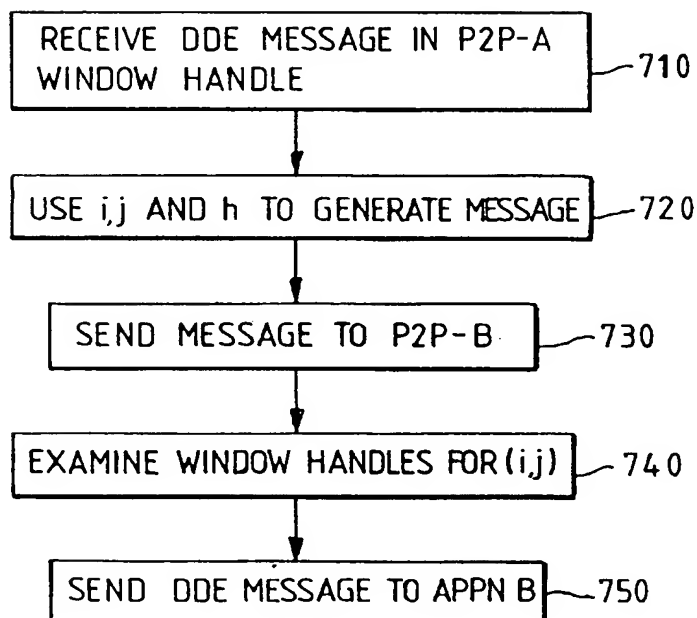 RECEIVE DDE MESSAGE IN P2P-A
WINDOW HANDLE
710
USE i,j AND h TO GENERATE MESSAGE
720
SEND MESSAGE TO P2P-B
730
EXAMINE WINDOW HANDLES FOR (i,j)
740
SEND DDE MESSAGE TO APPN B
750